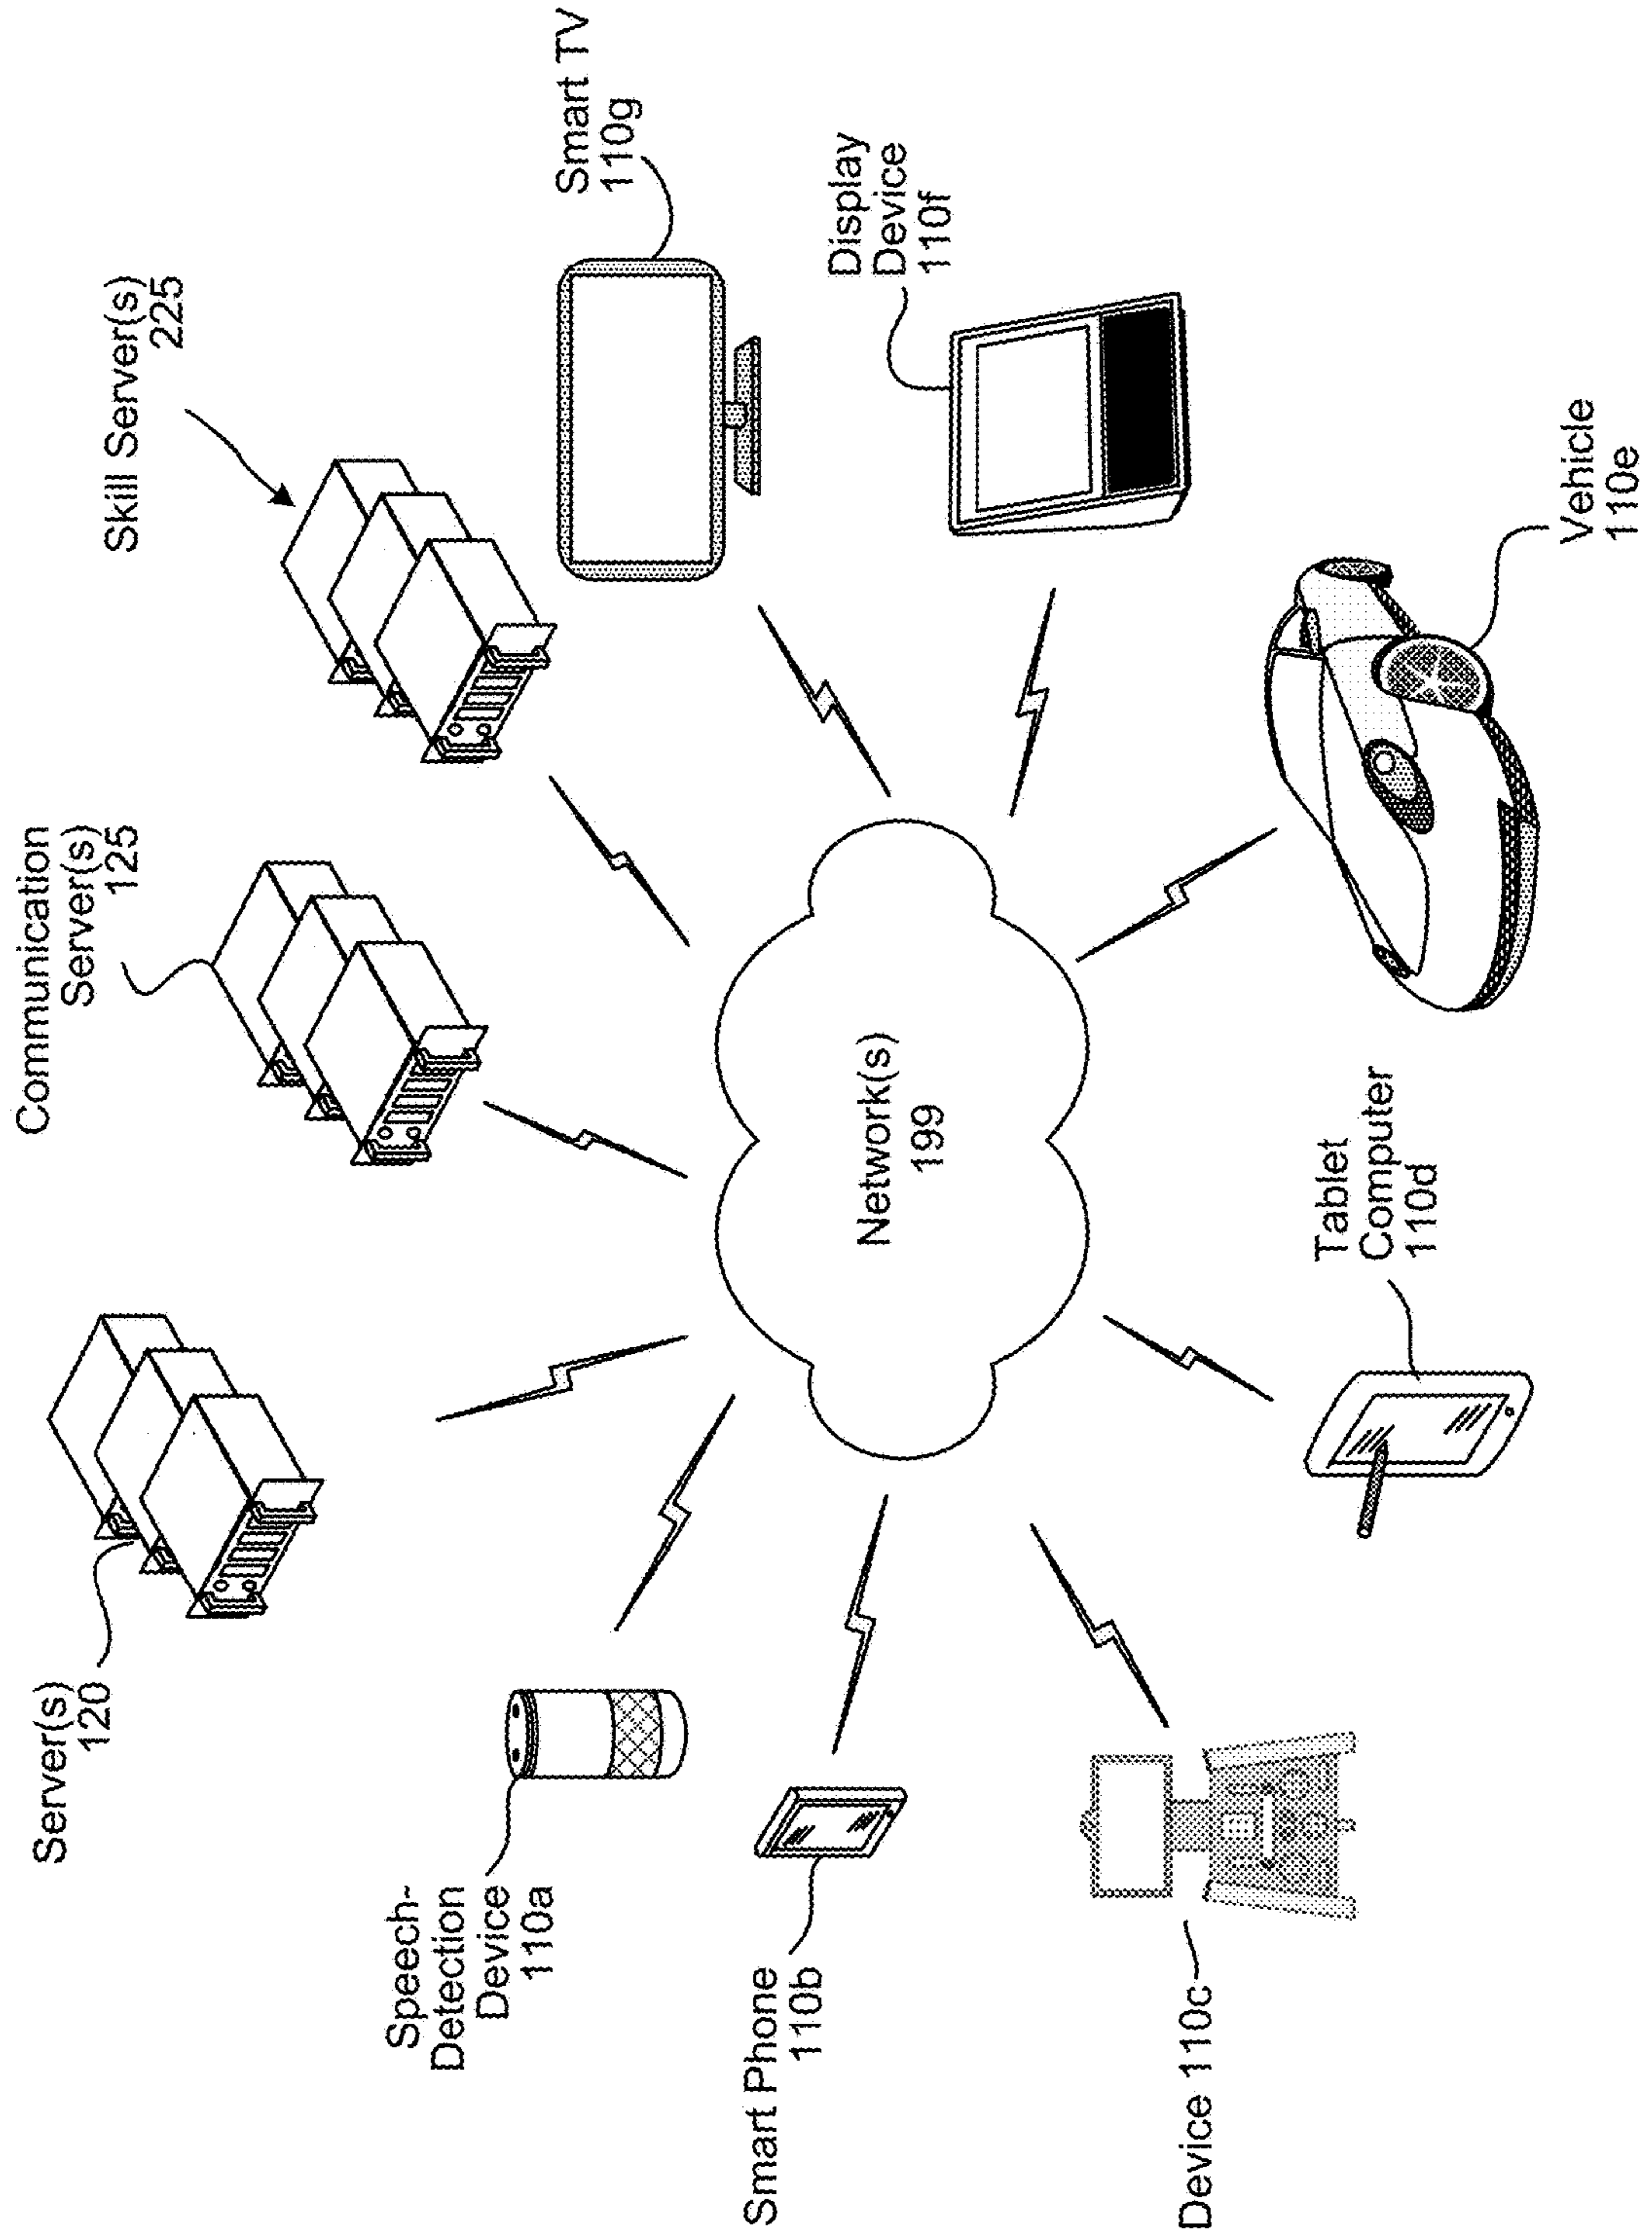 Server(s)
120
Communication
Server(s)
125
Skill Server(s)
225
Speech-
Detection
Device
110a
Smart TV
110g
Smart Phone
110b
Network(s)
199
Display
Device
110f
Device 110c
Tablet
Computer
110d
Vehicle
110e